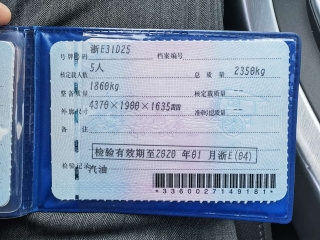 号牌号码 浙E31D25 档案编号
核定载人数 5人 总质量 2350kg
整备质量 1860kg 核定载质量 --
外廓尺寸 4370×1900×1635mm 准牵引总质量 --
备注
检验有效期至2020年01月浙E(04)
检验记录
汽油
*3360027149181*